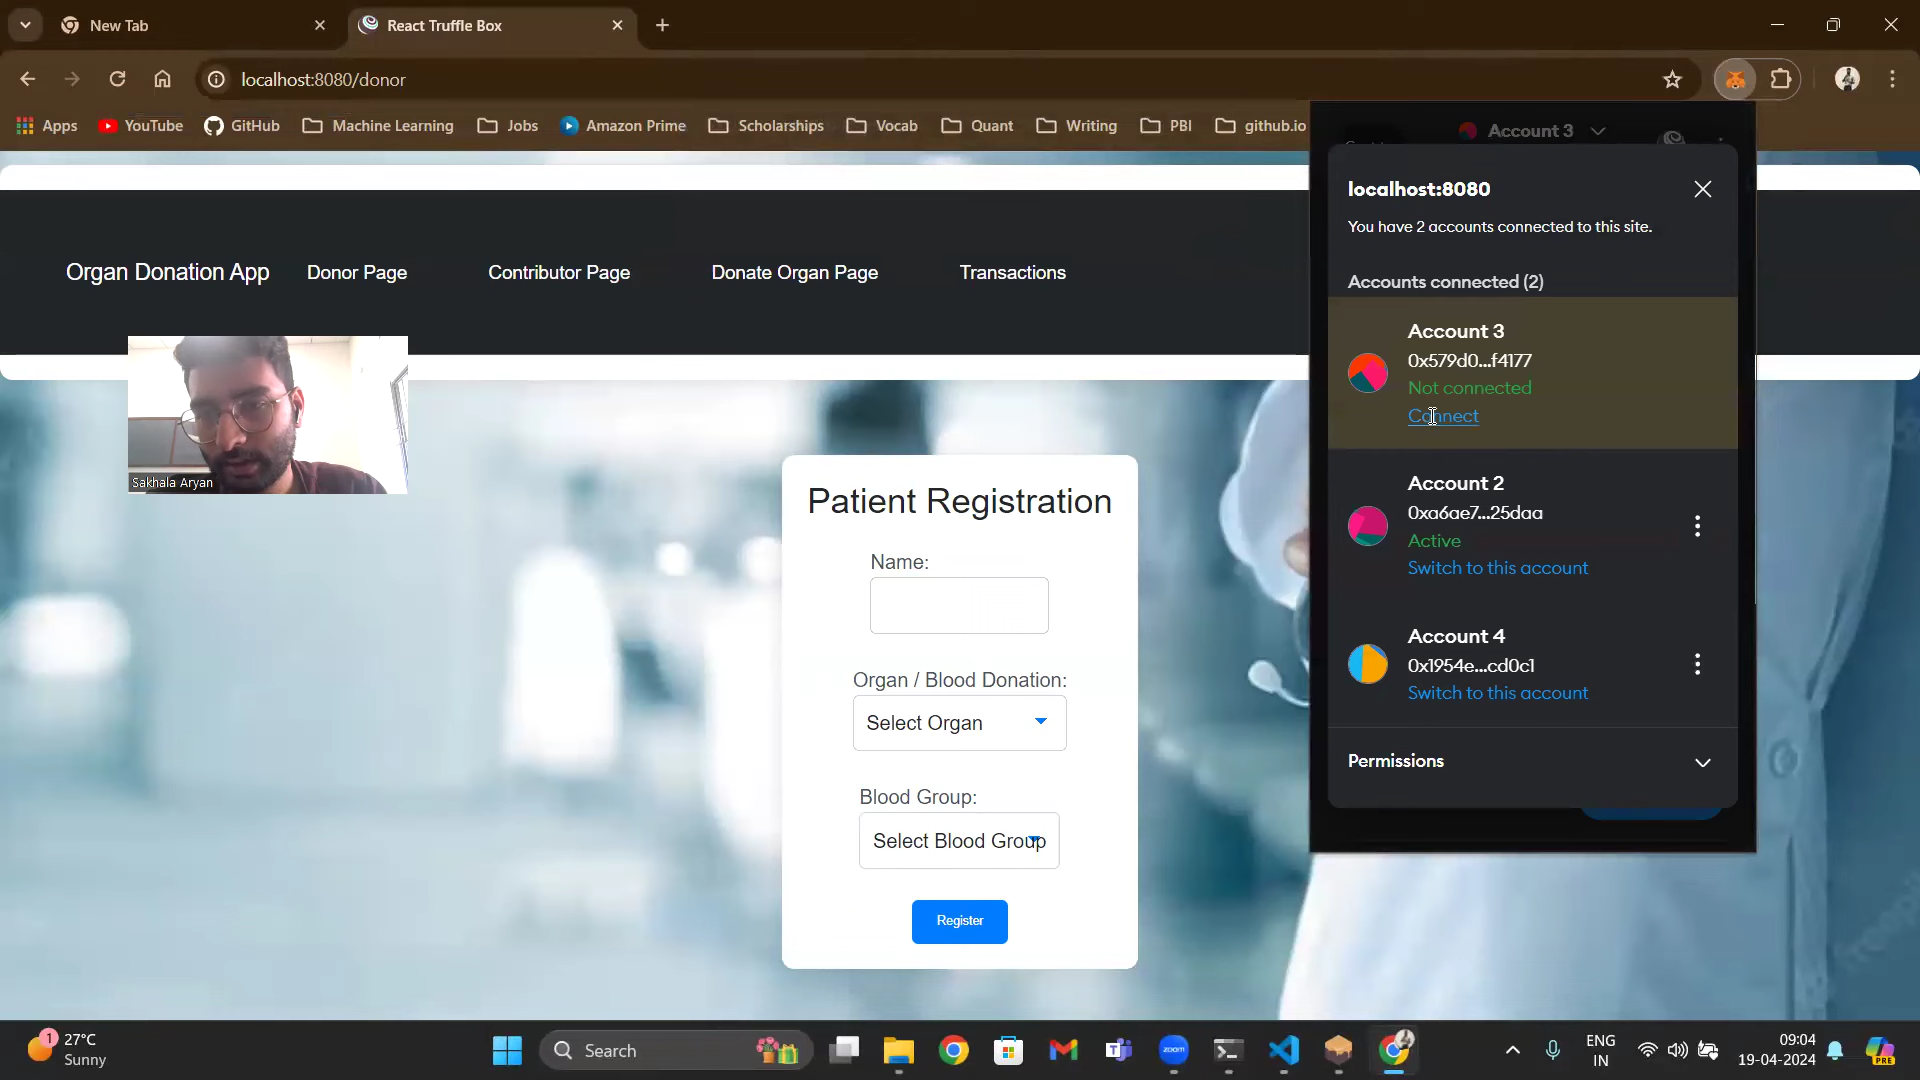 New Tab
React Truffle Box
localhost:8080/donor
Apps
YouTube
GitHub
Machine Learning
Jobs
Amazon Prime
Scholarships
Vocab
Quant
Writing
PBI
github.io
Account 3
localhost:8080
You have 2 accounts connected to this site.
Accounts connected (2)
Account 3
0x579d0...f4177
Not connected
Connect
Account 2
0xa6ae7...25daa
Active
Switch to this account
Account 4
0x1954e...cd0c1
Switch to this account
Permissions
Organ Donation App
Donor Page
Contributor Page
Donate Organ Page
Transactions
Sakhala Aryan
Patient Registration
Name:
Organ / Blood Donation:
Select Organ
Blood Group:
Select Blood Group
Register
1
27°C
Sunny
Search
zoom
ENG
IN
09:04
19-04-2024
PRE